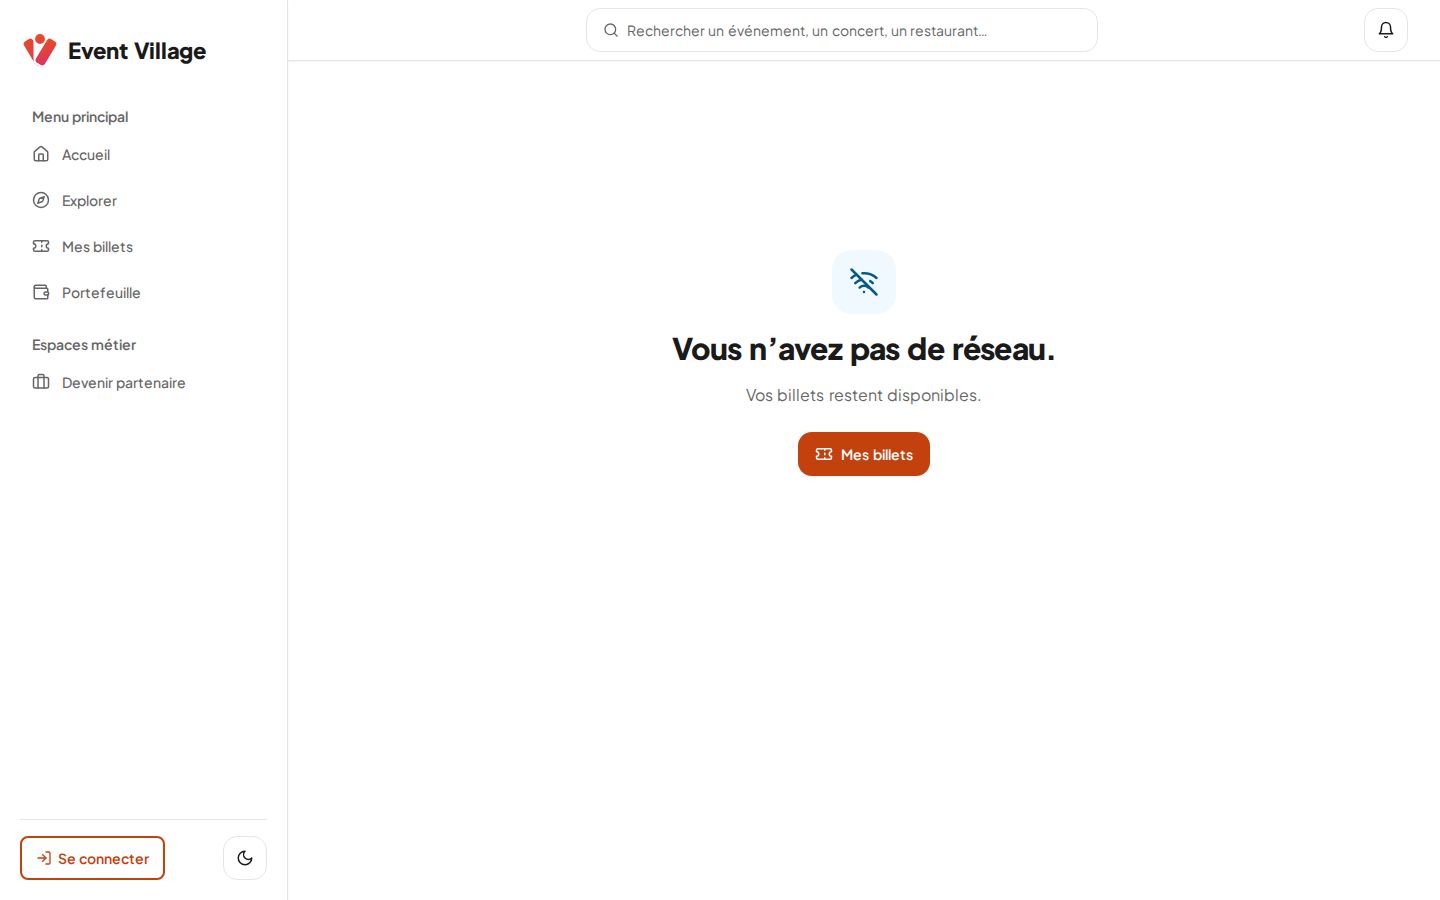 Event Village
Rechercher un événement, un concert, un restaurant…
Menu principal
Accueil
Explorer
Mes billets
Portefeuille
Espaces métier
Devenir partenaire
Vous n’avez pas de réseau.
Vos billets restent disponibles.
Mes billets
Se connecter